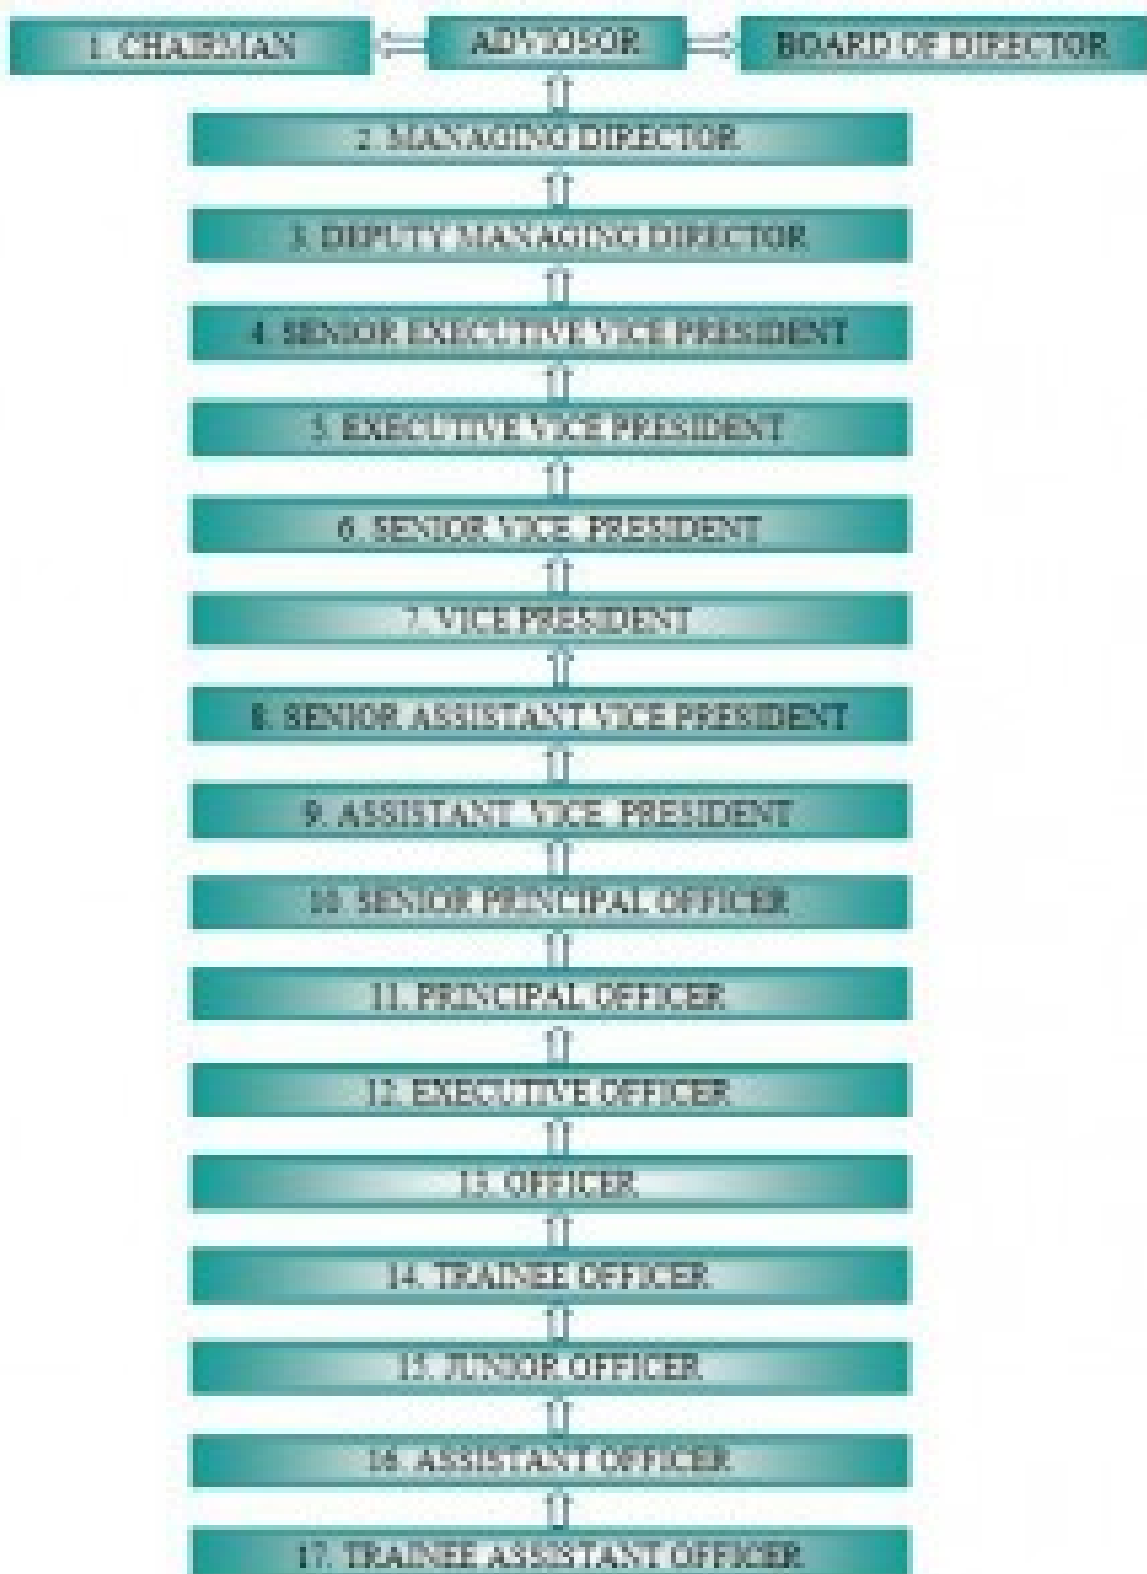 1. CHAIRMAN
ADVIOSOR
BOARD OF DIRECTOR
2. MANAGING DIRECTOR
3. DEPUTY MANAGING DIRECTOR
4. SENIOR EXECUTIVE VICE PRESIDENT
5. EXECUTIVE VICE PRESIDENT
6. SENIOR VICE PRESIDENT
7. VICE PRESIDENT
8. SENIOR ASSISTANT VICE PRESIDENT
9. ASSISTANT VICE PRESIDENT
10. SENIOR PRINCIPAL OFFICER
11. PRINCIPAL OFFICER
12. EXECUTIVE OFFICER
13. OFFICER
14. TRAINEE OFFICER
15. JUNIOR OFFICER
16. ASSISTANT OFFICER
17. TRAINEE ASSISTANT OFFICER